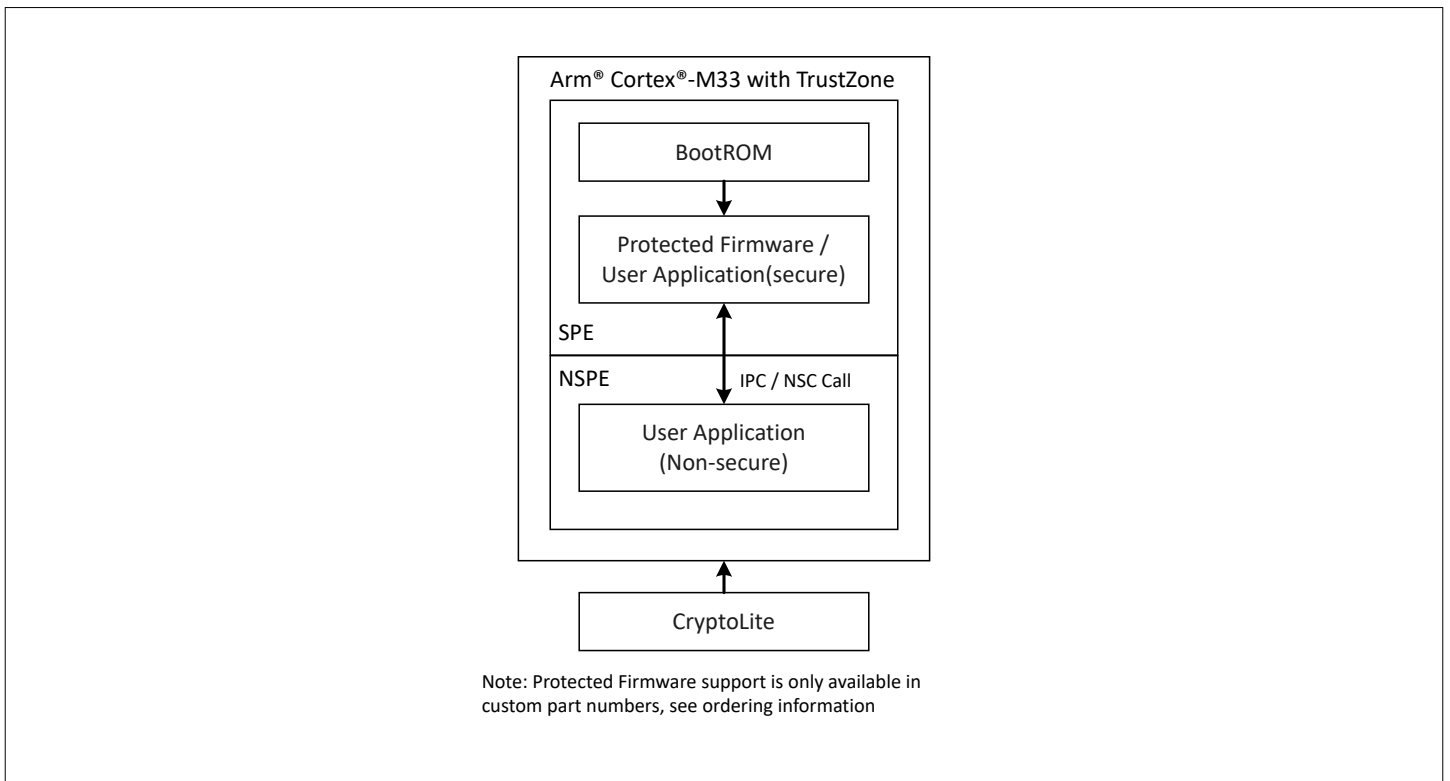 Arm® Cortex®-M33 with TrustZone
BootROM
Protected Firmware /
User Application(secure)
SPE
NSPE
IPC / NSC Call
User Application
(Non-secure)
CryptoLite
Note: Protected Firmware support is only available in
custom part numbers, see ordering information